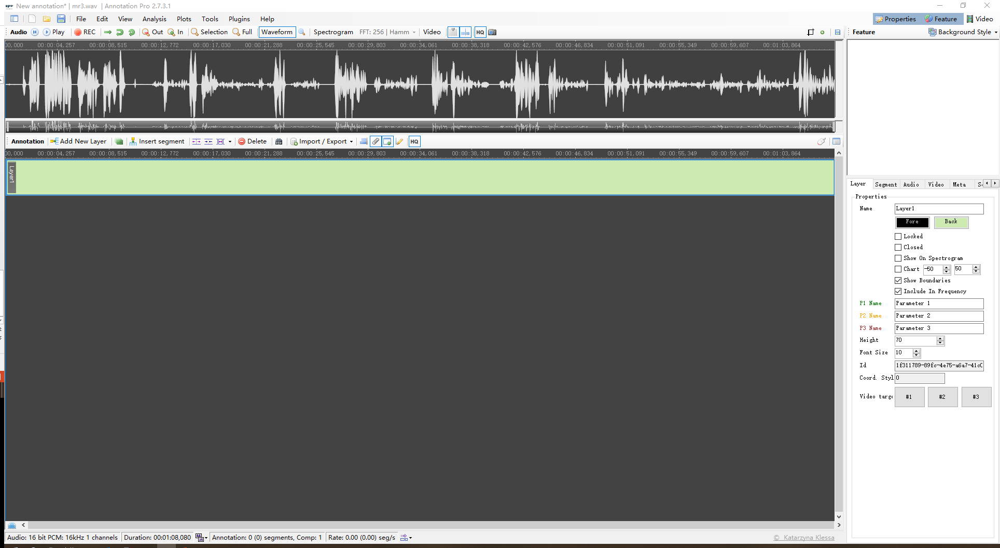 New annotation* | mr3.wav | Annotation Pro 2.7.3.1
File Edit View Analysis Plots Tools Plugins Help
Properties Feature Video
Audio Play REC Out In Selection Full Waveform Spectrogram FFT: 256 | Hamm Video HQ
Feature Background Style
00,000 00:00:04,257 00:00:08,515 00:00:12,772 00:00:17,030 00:00:21,288 00:00:25,545 00:00:29,803 00:00:34,061 00:00:38,318 00:00:42,576 00:00:46,834 00:00:51,091 00:00:55,349 00:00:59,607 00:01:03,864
Annotation Add New Layer Insert segment Delete Import / Export HQ
00,000 00:00:04,257 00:00:08,515 00:00:12,772 00:00:17,030 00:00:21,288 00:00:25,545 00:00:29,803 00:00:34,061 00:00:38,318 00:00:42,576 00:00:46,834 00:00:51,091 00:00:55,349 00:00:59,607 00:01:03,864
Layer1
Layer Segment Audio Video Meta
Properties
Name Layer1
Fore Back
Locked
Closed
Show On Spectrogram
Chart -50 50
Show Boundaries
Include In Frequency
P1 Name Parameter 1
P2 Name Parameter 2
P3 Name Parameter 3
Height 70
Font Size 10
Id 1f311789-89fc-4e75-a6a7-41c0
Coord. Styl 0
Video targe #1 #2 #3
Audio: 16 bit PCM: 16kHz 1 channels Duration: 00:01:08,080 Annotation: 0 (0) segments, Comp: 1 Rate: 0.00 (0.00) seg/s © Katarzyna Klessa